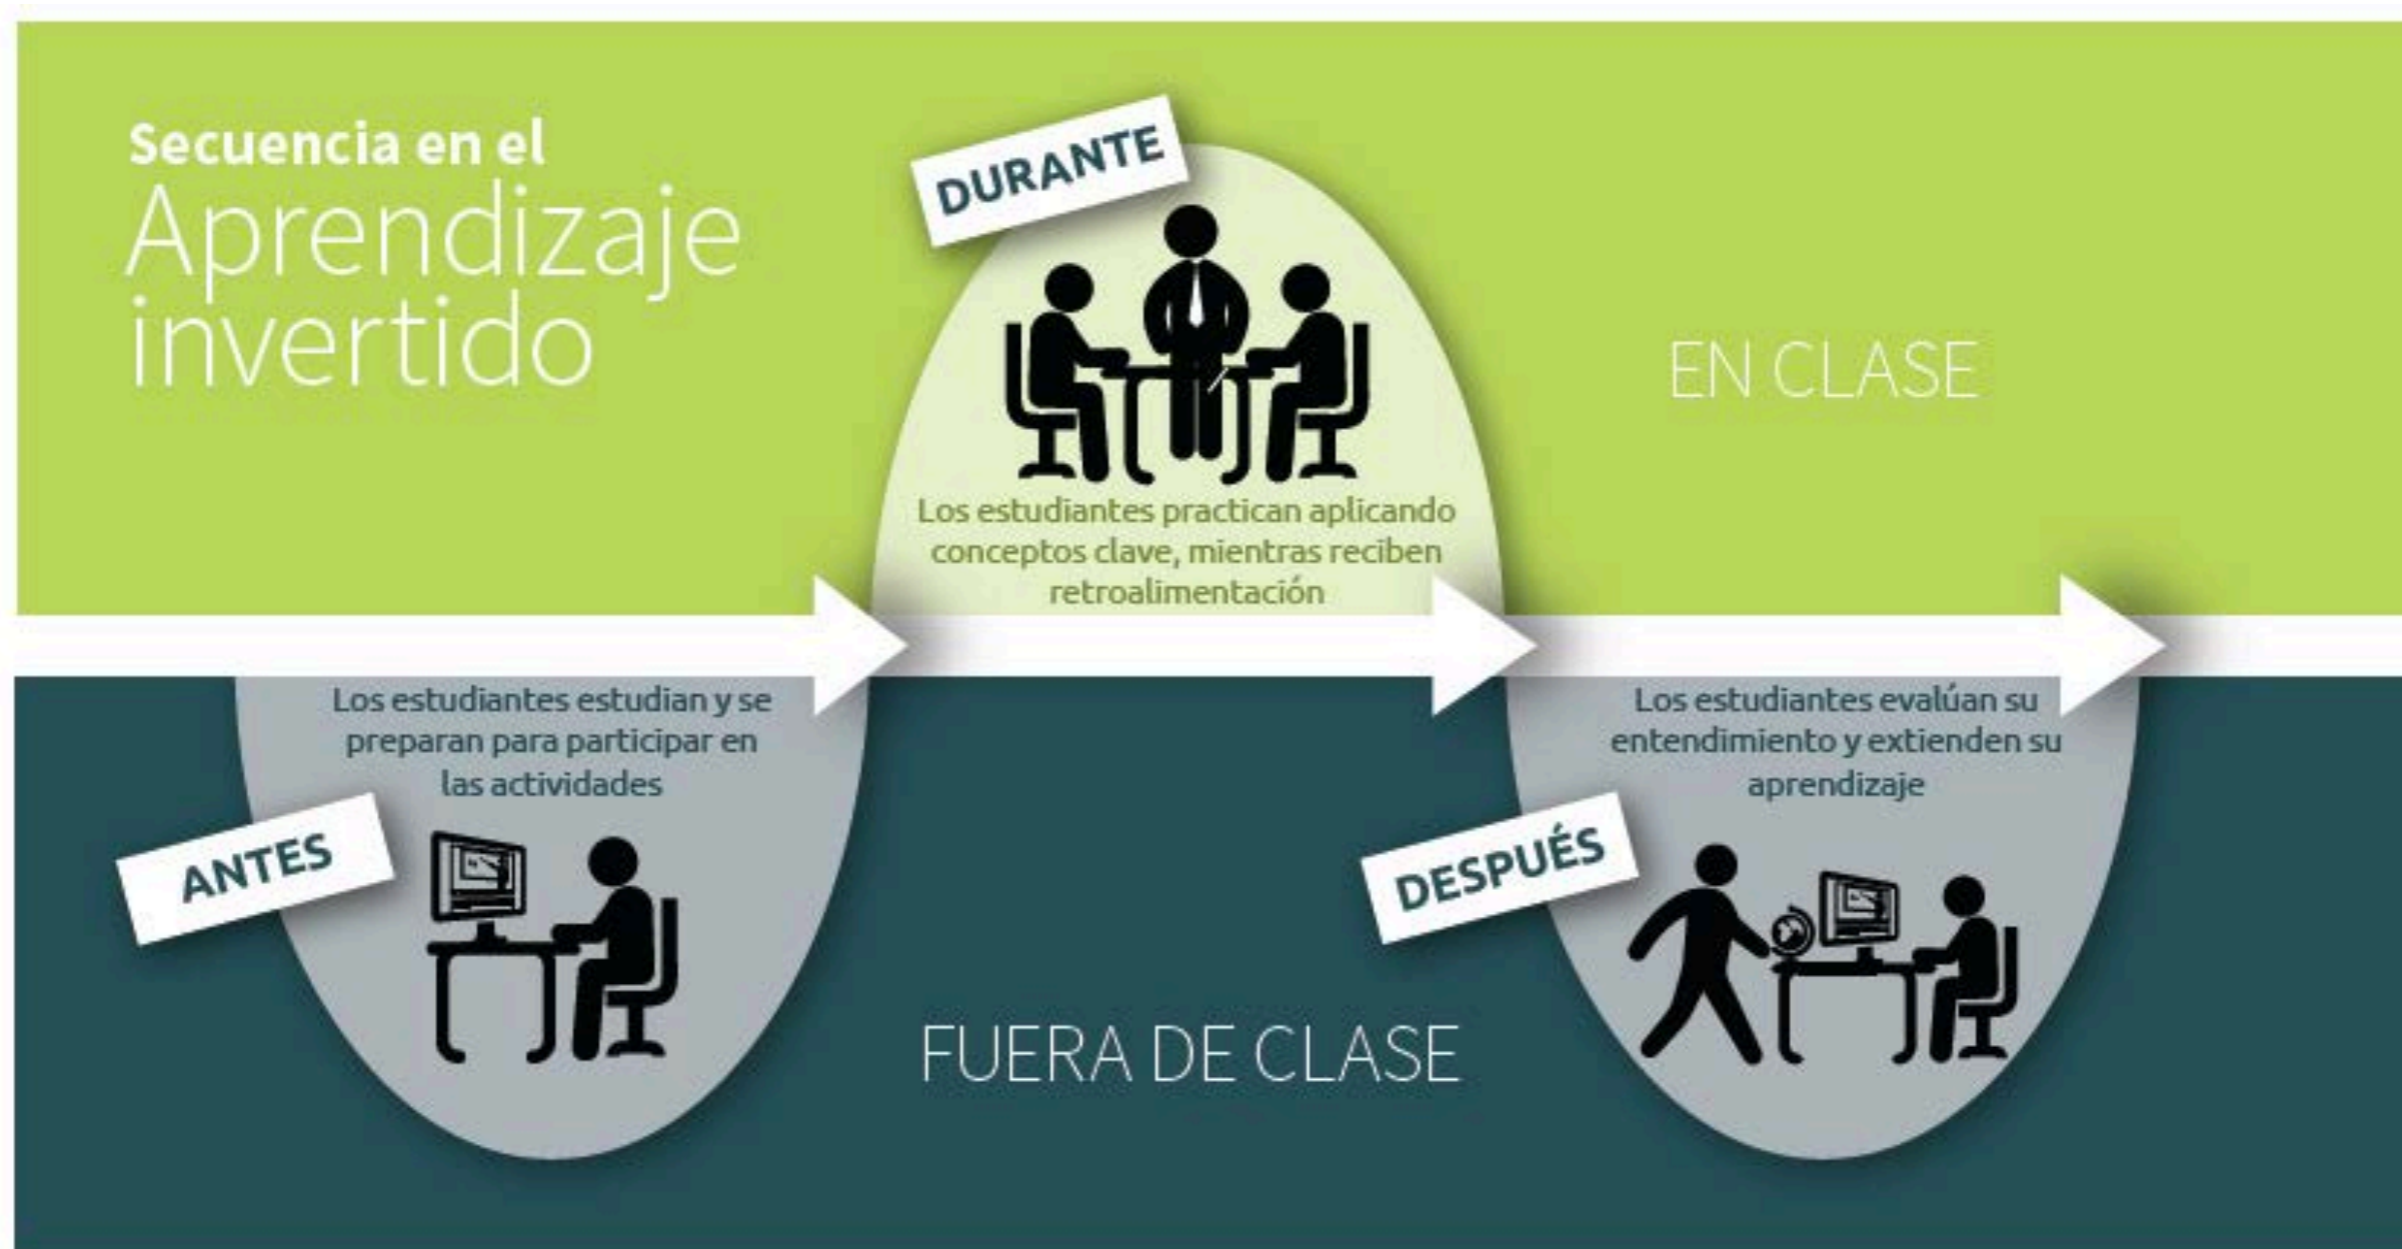 Secuencia en el
Aprendizaje
invertido
DURANTE
Los estudiantes practican aplicando
conceptos clave, mientras reciben
retroalimentación
EN CLASE
Los estudiantes estudian y se
preparan para participar en
las actividades
ANTES
FUERA DE CLASE
Los estudiantes evalúan su
entendimiento y extienden su
aprendizaje
DESPUÉS